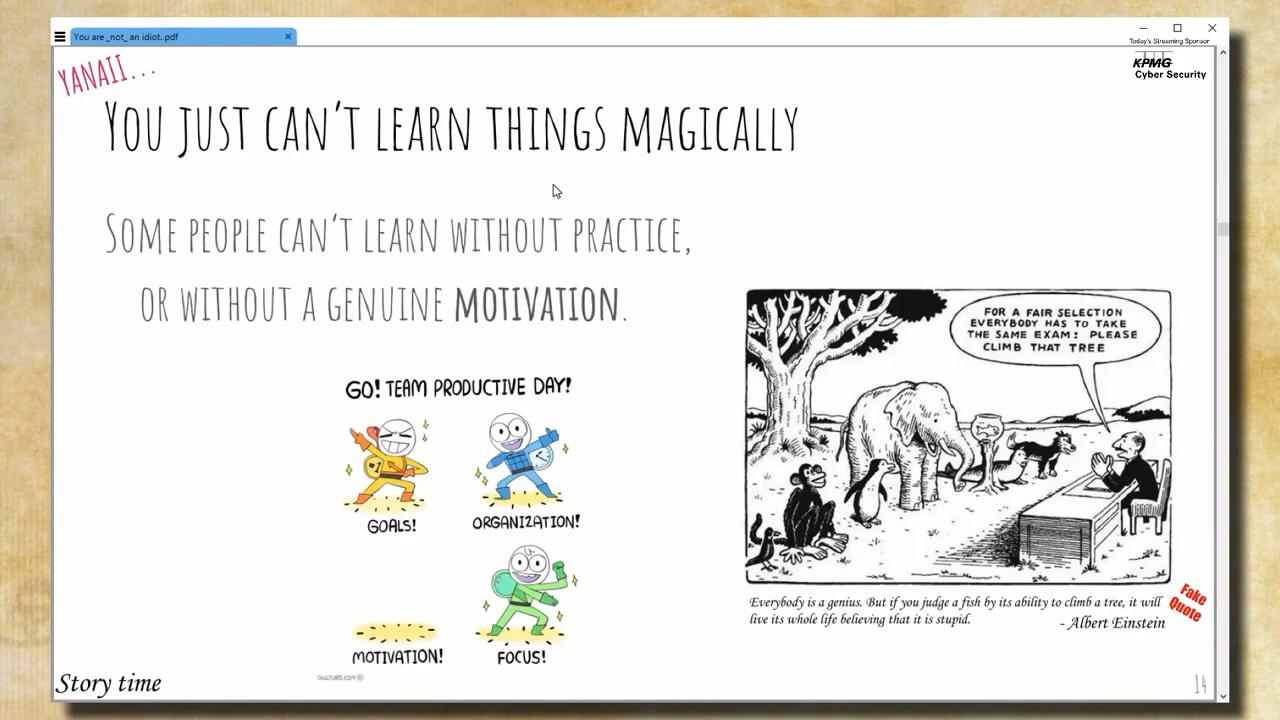 You are _not_ an idiot..pdf
Today's Streaming Sponsor
KPMG
Cyber Security
YANAII...
YOU JUST CAN'T LEARN THINGS MAGICALLY
SOME PEOPLE CAN'T LEARN WITHOUT PRACTICE,
OR WITHOUT A GENUINE MOTIVATION.
GO! TEAM PRODUCTIVE DAY!
#1
GOALS!
ORGANIZATION!
MOTIVATION!
FOCUS!
OWLTURD.COM
FOR A FAIR SELECTION
EVERYBODY HAS TO TAKE
THE SAME EXAM: PLEASE
CLIMB THAT TREE
Everybody is a genius. But if you judge a fish by its ability to climb a tree, it will
live its whole life believing that it is stupid.
- Albert Einstein
Fake
Quote
Story time
14